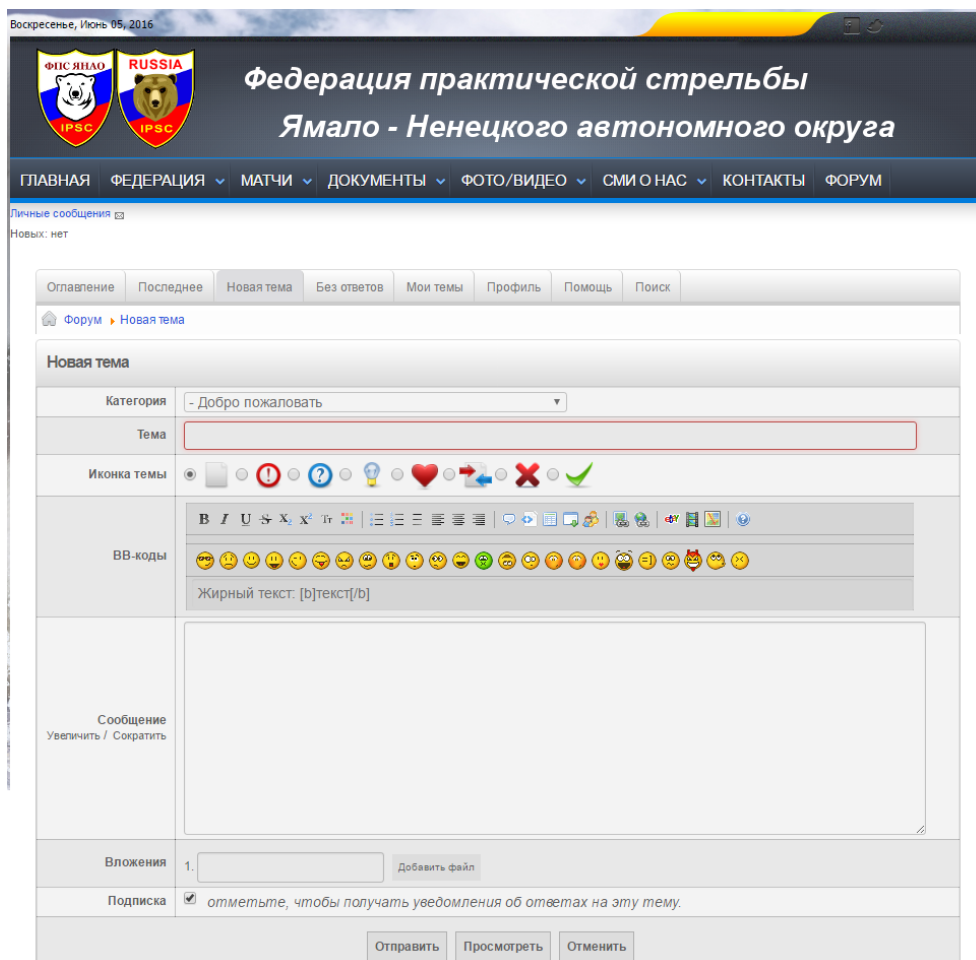 Воскресенье, Июнь 05, 2016
ФПС ЯНАО
IPSC
RUSSIA
IPSC
Федерация практической стрельбы
Ямало - Ненецкого автономного округа
ГЛАВНАЯ ФЕДЕРАЦИЯ МАТЧИ ДОКУМЕНТЫ ФОТО/ВИДЕО СМИ О НАС КОНТАКТЫ ФОРУМ
Личные сообщения
Новых: нет
Оглавление Последнее Новая тема Без ответов Мои темы Профиль Помощь Поиск
Форум Новая тема
Новая тема
Категория - Добро пожаловать
Тема
Иконка темы
B I U S X₂ X² Tт
BB-коды
Жирный текст: [b]текст[/b]
Сообщение
Увеличить / Сократить
Вложения 1. Добавить файл
Подписка отметьте, чтобы получать уведомления об ответах на эту тему.
Отправить Просмотреть Отменить